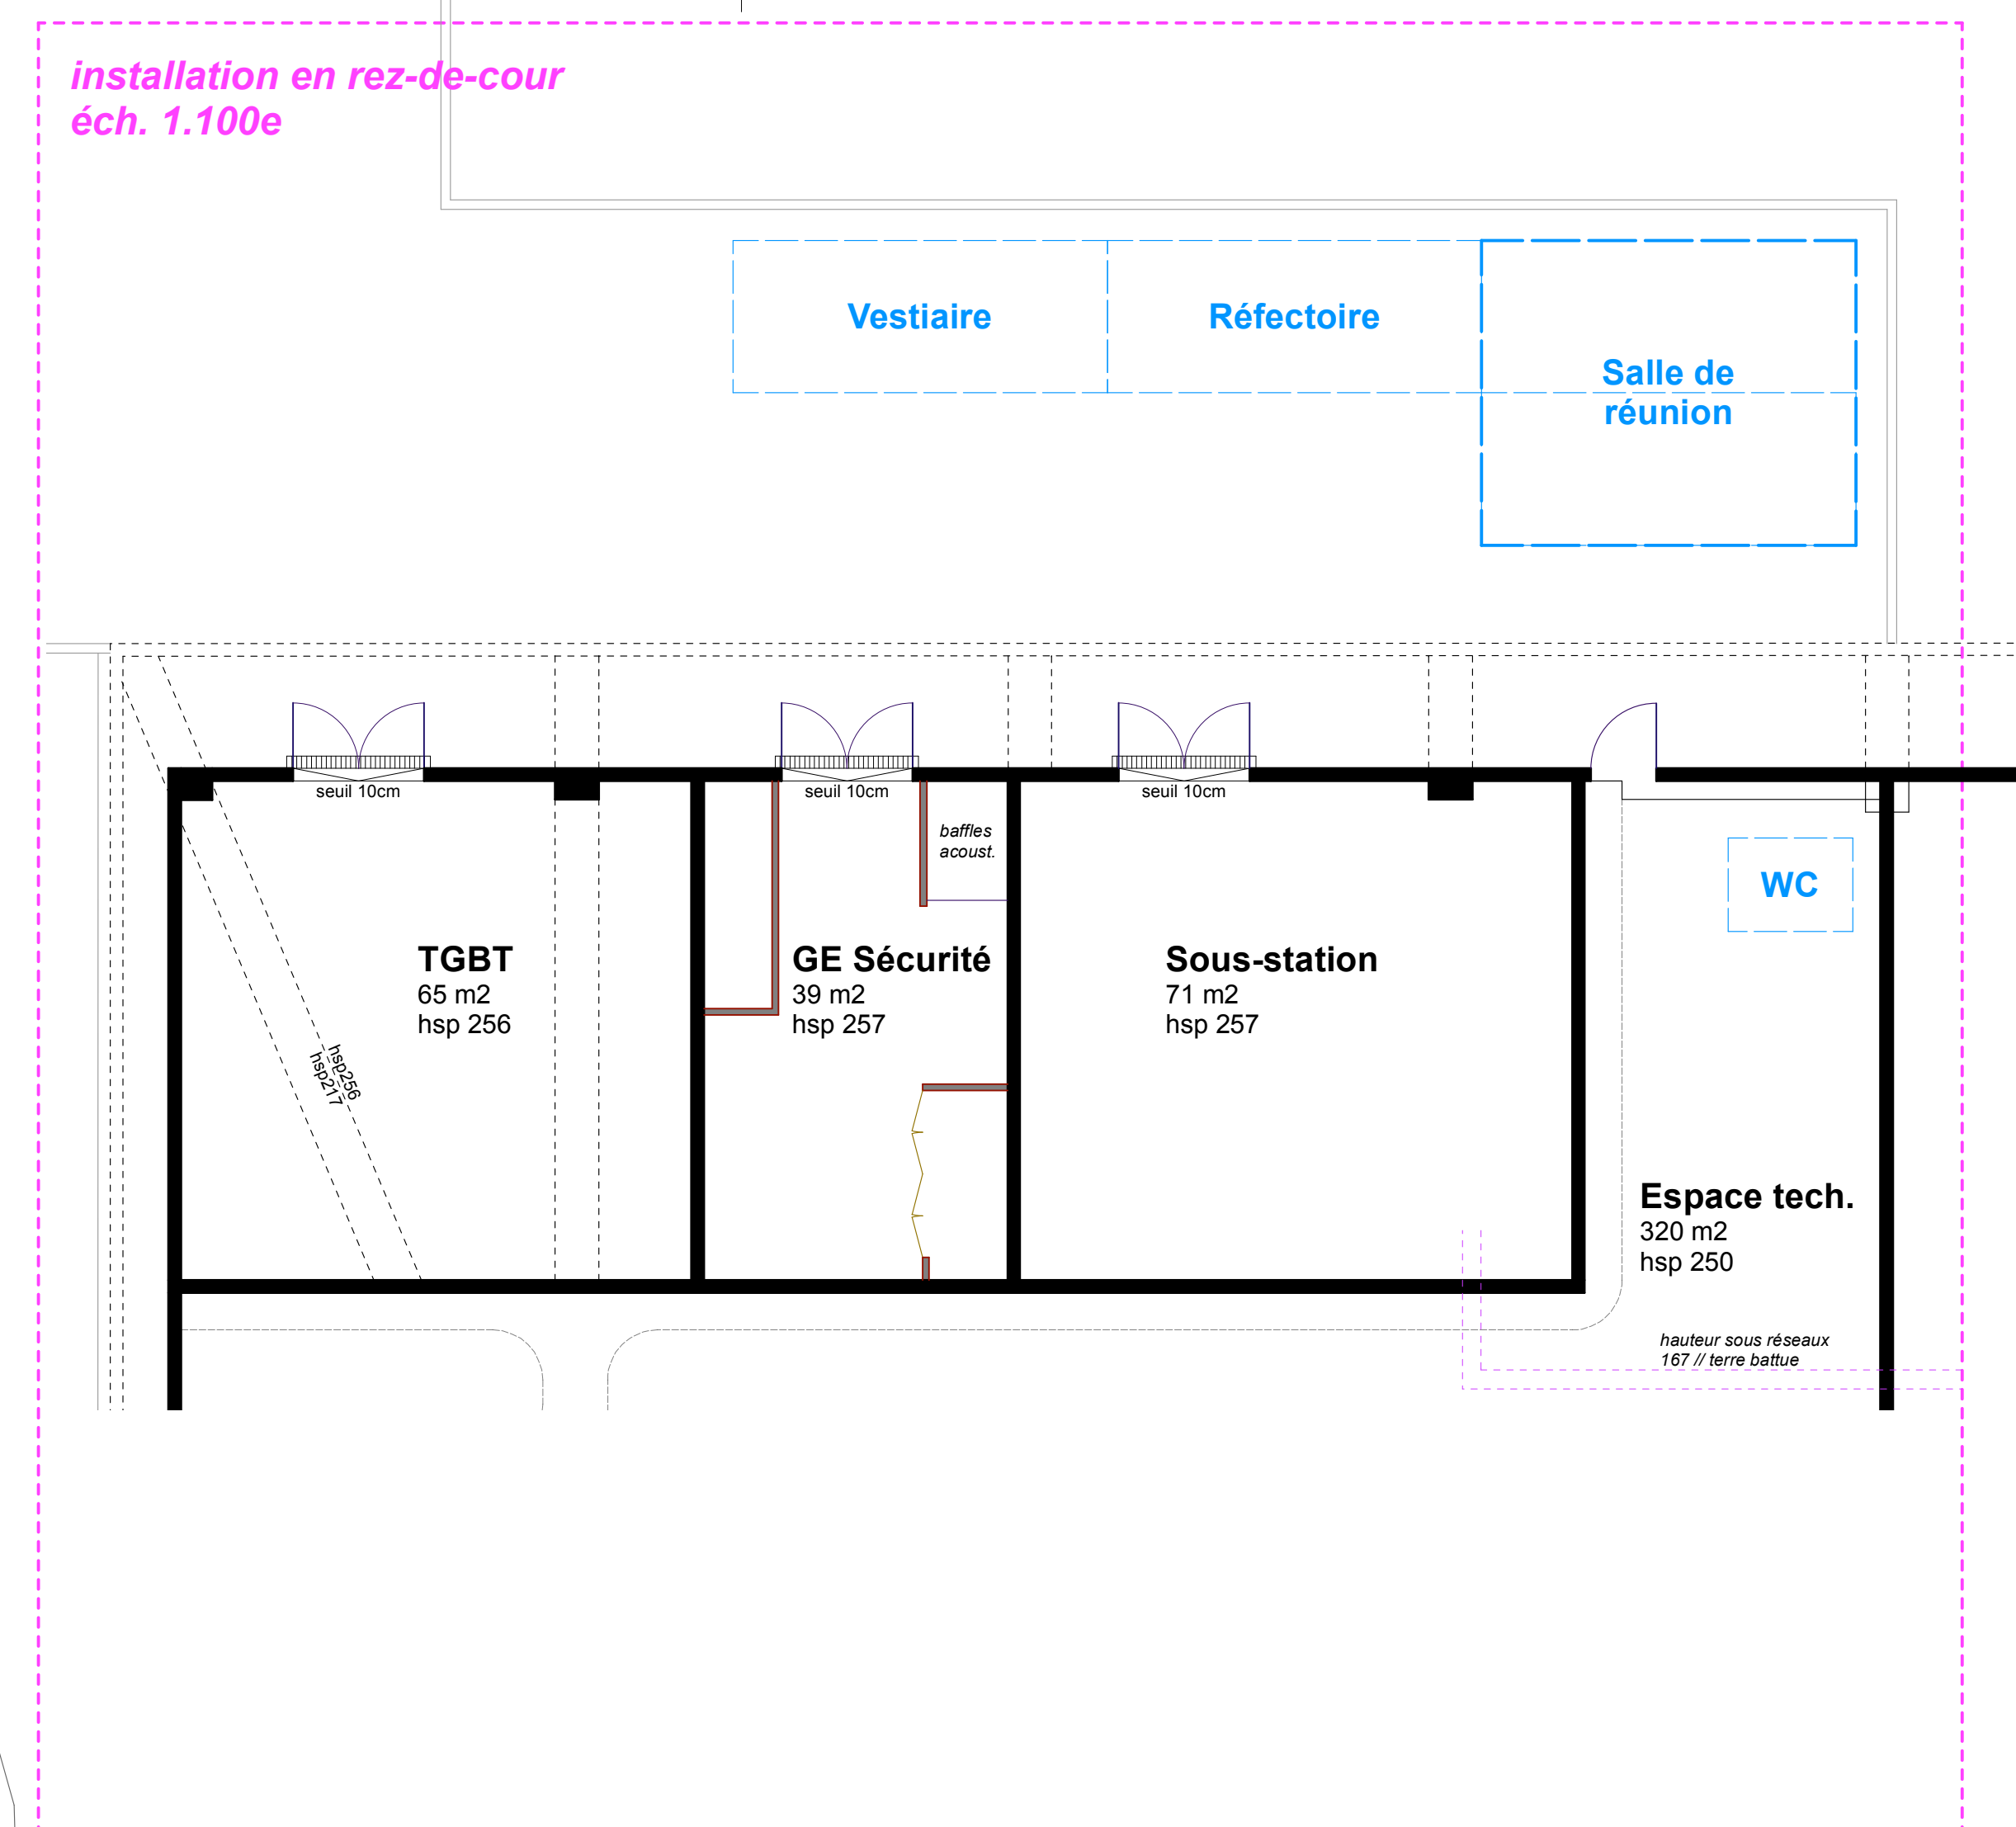 installation en rez-de-cour
éch. 1.100e
Vestiaire
Réfectoire
Salle de
réunion
seuil 10cm
seuil 10cm
seuil 10cm
baffles
acoust.
WC
TGBT
65 m2
hsp 256
GE Sécurité
39 m2
hsp 257
Sous-station
71 m2
hsp 257
hsp256
hsp217
Espace tech.
320 m2
hsp 250
hauteur sous réseaux
167 // terre battue